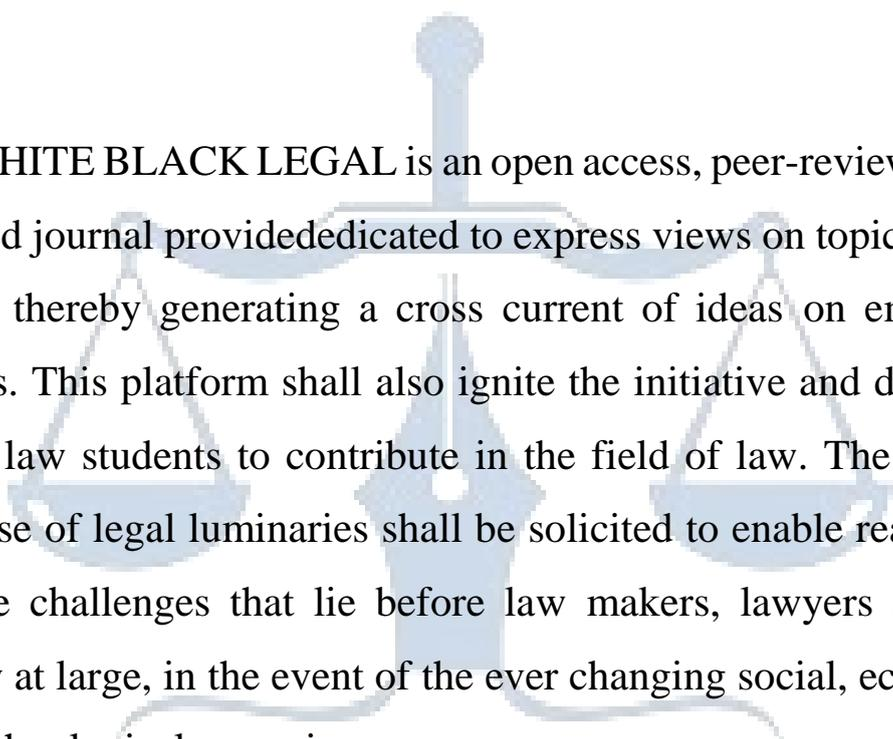 HITE BLACK LEGAL is an open access, peer-review
d journal providededicated to express views on topic
thereby generating a cross current of ideas on
s. This platform shall also ignite the initiative and d
law students to contribute in the field of law. The
se of legal luminaries shall be solicited to enable rea
e challenges that lie before law makers, lawyers
at large, in the event of the ever changing social, ec